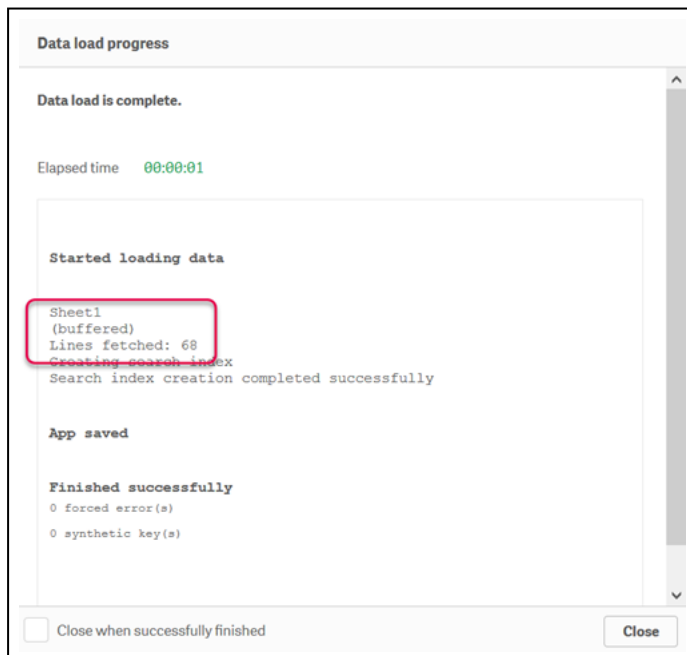 Data load progress
Data load is complete.
Elapsed time 00:00:01
Started loading data
Sheet1
(buffered)
Lines fetched: 68
Creating search index
Search index creation completed successfully
App saved
Finished successfully
0 forced error(s)
0 synthetic key(s)
Close when successfully finished
Close